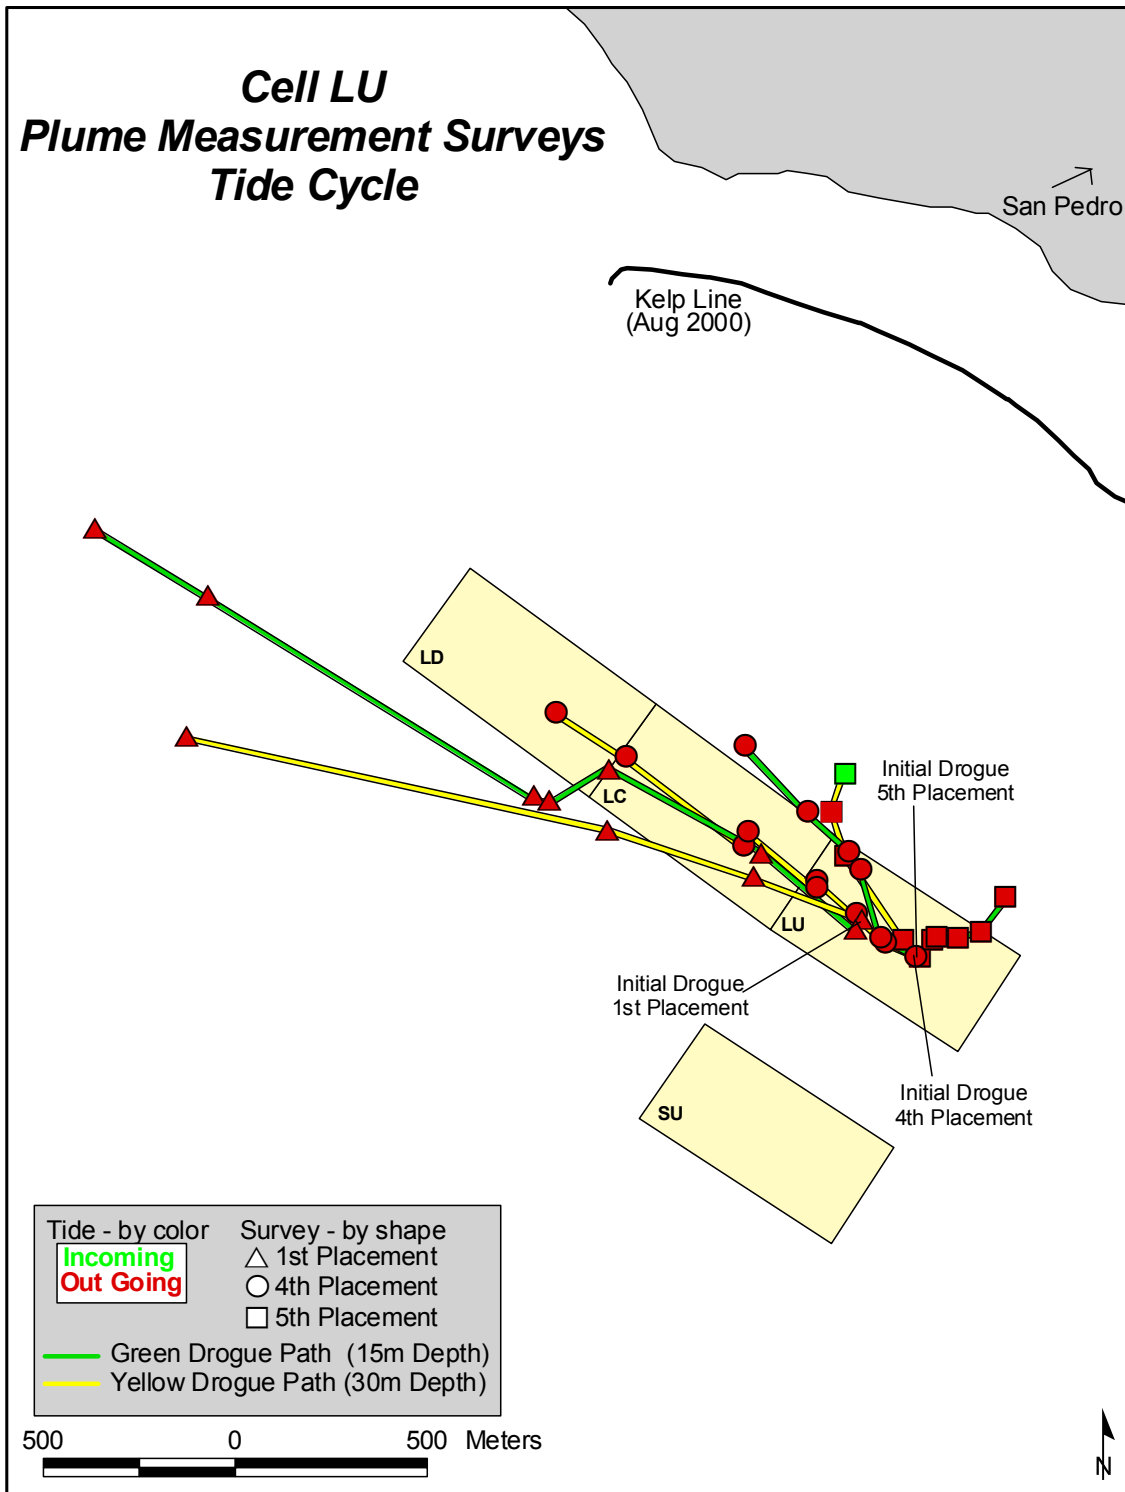 Cell LU
Plume Measurement Surveys
Tide Cycle
San Pedro
Kelp Line
(Aug 2000)
LD
LC
LU
SU
Initial Drogue
5th Placement
Initial Drogue
1st Placement
Initial Drogue
4th Placement
Tide - by color
Incoming
Out Going
Survey - by shape
1st Placement
4th Placement
5th Placement
Green Drogue Path (15m Depth)
Yellow Drogue Path (30m Depth)
500 0 500 Meters
N